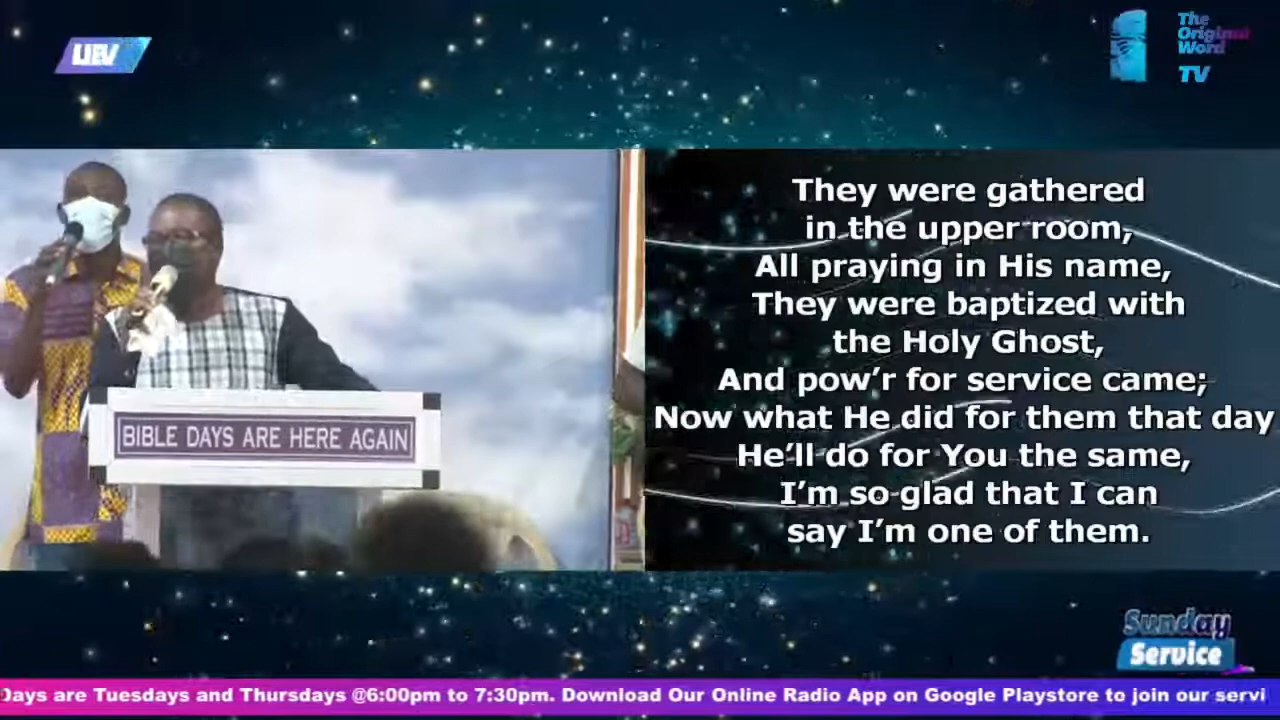 LIVE
The
Original
Word
TV
They were gathered
in the upper room,
All praying in His name,
They were baptized with
the Holy Ghost,
And pow’r for service came;
Now what He did for them that day
He’ll do for You the same,
I’m so glad that I can
say I’m one of them.
BIBLE DAYS ARE HERE AGAIN
Sunday
Service
Days are Tuesdays and Thursdays @6:00pm to 7:30pm. Download Our Online Radio App on Google Playstore to join our servi